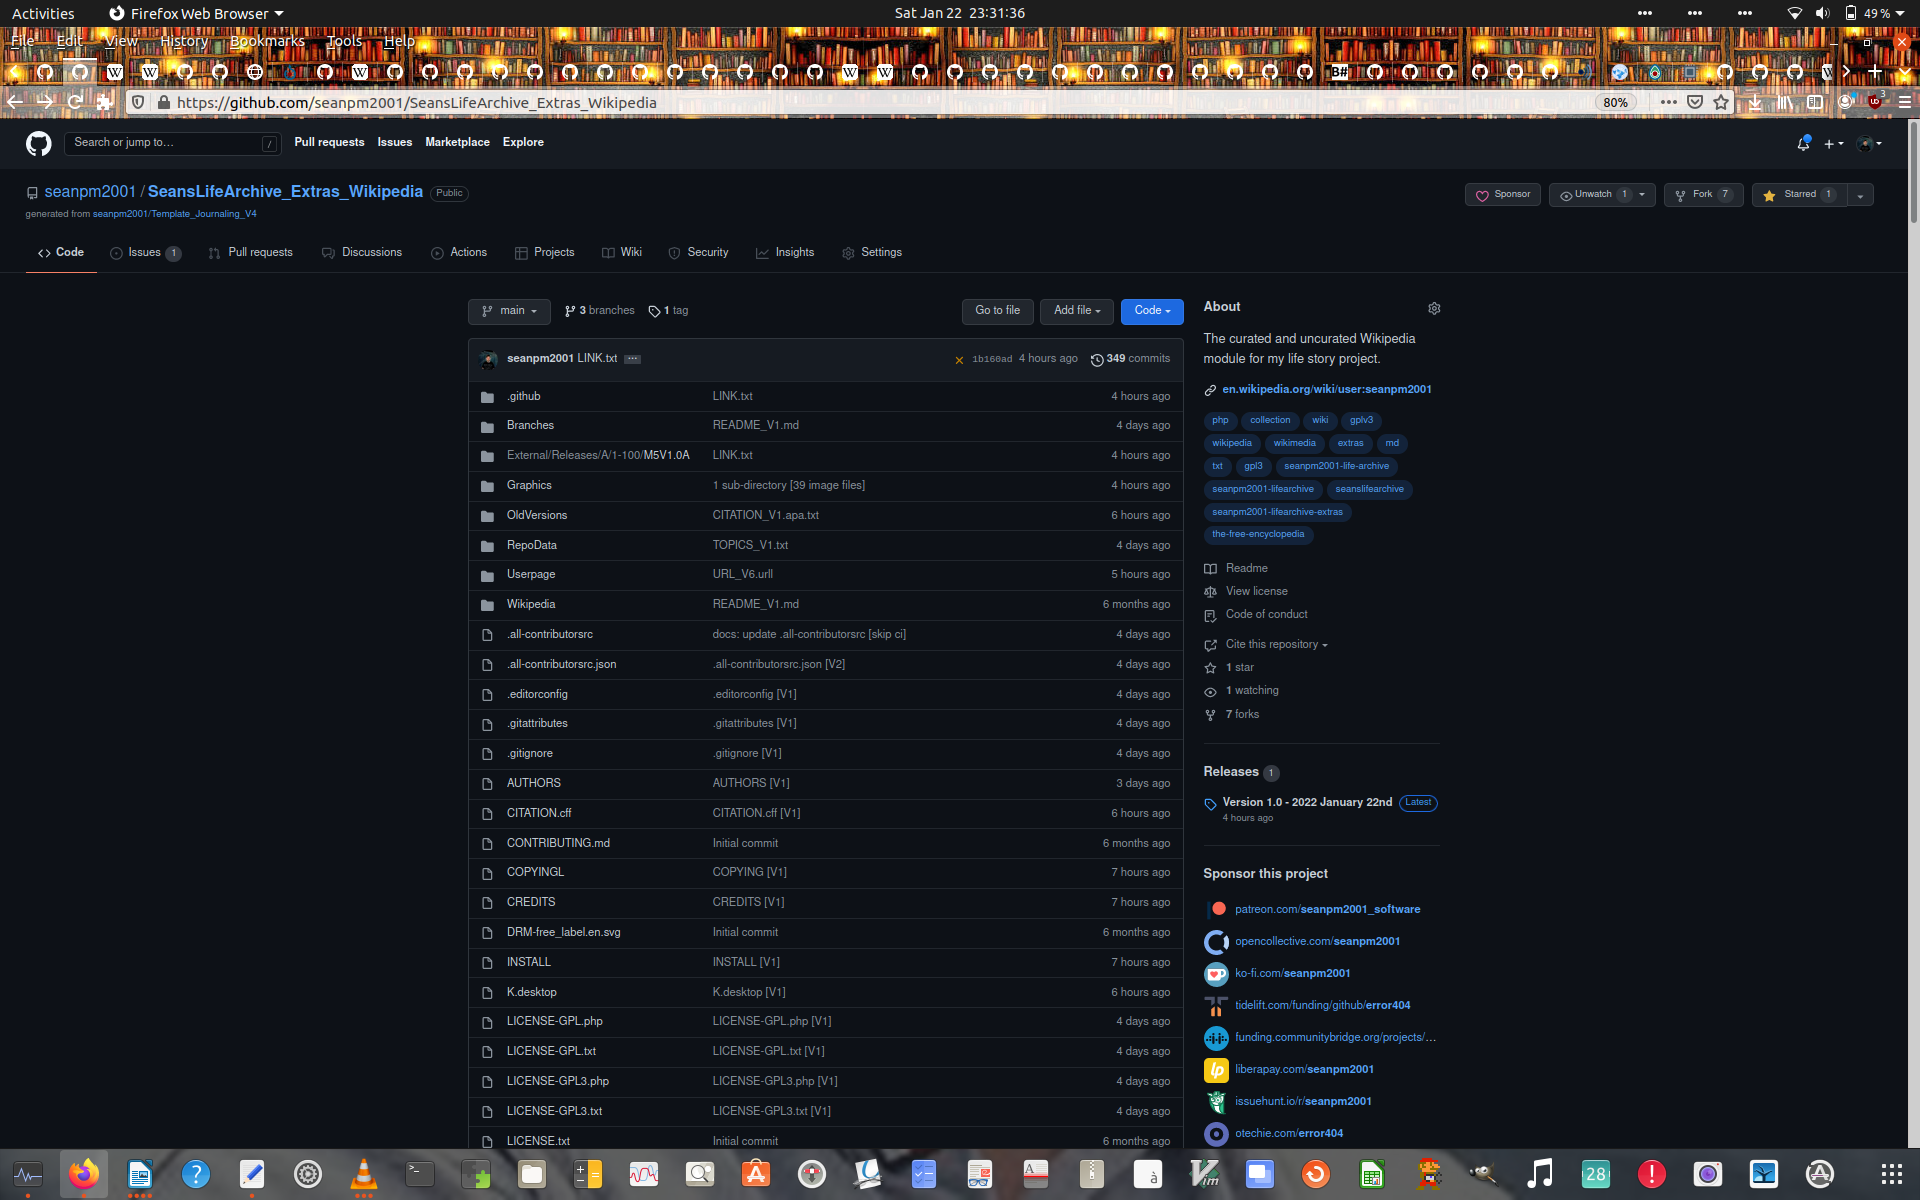 Activities Firefox Web Browser Sat Jan 22 23:31:36 49 %
File Edit View History Bookmarks Tools Help
https://github.com/seanpm2001/SeansLifeArchive_Extras_Wikipedia 80% 3
Search or jump to… / Pull requests Issues Marketplace Explore
seanpm2001 / SeansLifeArchive_Extras_Wikipedia Public Sponsor Unwatch 1 Fork 7 Starred 1
generated from seanpm2001/Template_Journaling_V4
Code Issues 1 Pull requests Discussions Actions Projects Wiki Security Insights Settings
main 3 branches 1 tag Go to file Add file Code
seanpm2001 LINK.txt ... 1b160ad 4 hours ago 349 commits
.github LINK.txt 4 hours ago
Branches README_V1.md 4 days ago
External/Releases/A/1-100/M5V1.0A LINK.txt 4 hours ago
Graphics 1 sub-directory [39 image files] 4 hours ago
OldVersions CITATION_V1.apa.txt 6 hours ago
RepoData TOPICS_V1.txt 4 days ago
Userpage URL_V6.urll 5 hours ago
Wikipedia README_V1.md 6 months ago
.all-contributorsrc docs: update .all-contributorsrc [skip ci] 4 days ago
.all-contributorsrc.json .all-contributorsrc.json [V2] 4 days ago
.editorconfig .editorconfig [V1] 4 days ago
.gitattributes .gitattributes [V1] 4 days ago
.gitignore .gitignore [V1] 4 days ago
AUTHORS AUTHORS [V1] 3 days ago
CITATION.cff CITATION.cff [V1] 6 hours ago
CONTRIBUTING.md Initial commit 6 months ago
COPYINGL COPYING [V1] 7 hours ago
CREDITS CREDITS [V1] 7 hours ago
DRM-free_label.en.svg Initial commit 6 months ago
INSTALL INSTALL [V1] 7 hours ago
K.desktop K.desktop [V1] 6 hours ago
LICENSE-GPL.php LICENSE-GPL.php [V1] 4 days ago
LICENSE-GPL.txt LICENSE-GPL.txt [V1] 4 days ago
LICENSE-GPL3.php LICENSE-GPL3.php [V1] 4 days ago
LICENSE-GPL3.txt LICENSE-GPL3.txt [V1] 4 days ago
LICENSE.txt Initial commit 6 months ago
About
The curated and uncurated Wikipedia
module for my life story project.
en.wikipedia.org/wiki/user:seanpm2001
php collection wiki gplv3
wikipedia wikimedia extras md
txt gpl3 seanpm2001-life-archive
seanpm2001-lifearchive seanslifearchive
seanpm2001-lifearchive-extras
the-free-encyclopedia
Readme
View license
Code of conduct
Cite this repository
1 star
1 watching
7 forks
Releases 1
Version 1.0 - 2022 January 22nd Latest
4 hours ago
Sponsor this project
patreon.com/seanpm2001_software
opencollective.com/seanpm2001
ko-fi.com/seanpm2001
tidelift.com/funding/github/error404
funding.communitybridge.org/projects/…
liberapay.com/seanpm2001
issuehunt.io/r/seanpm2001
otechie.com/error404
28